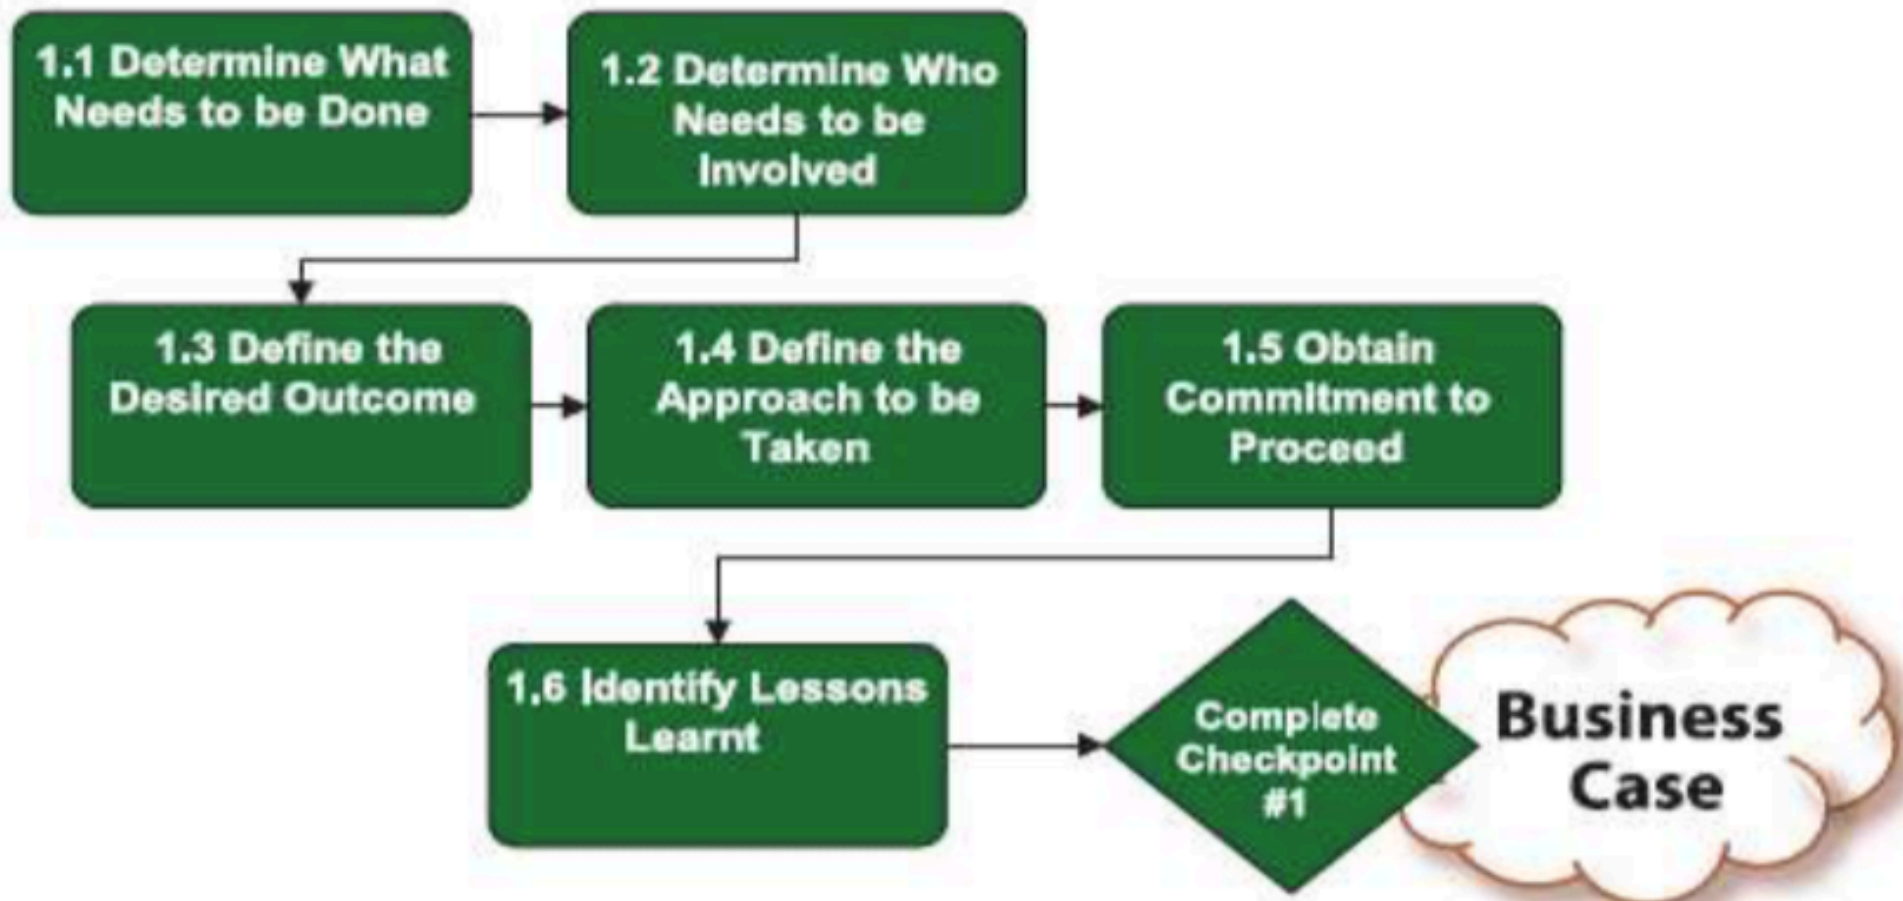 1.1 Determine What
Needs to be Done
1.2 Determine Who
Needs to be
Involved
1.3 Define the
Desired Outcome
1.4 Define the
Approach to be
Taken
1.5 Obtain
Commitment to
Proceed
1.6 Identify Lessons
Learnt
Complete
Checkpoint
#1
Business
Case